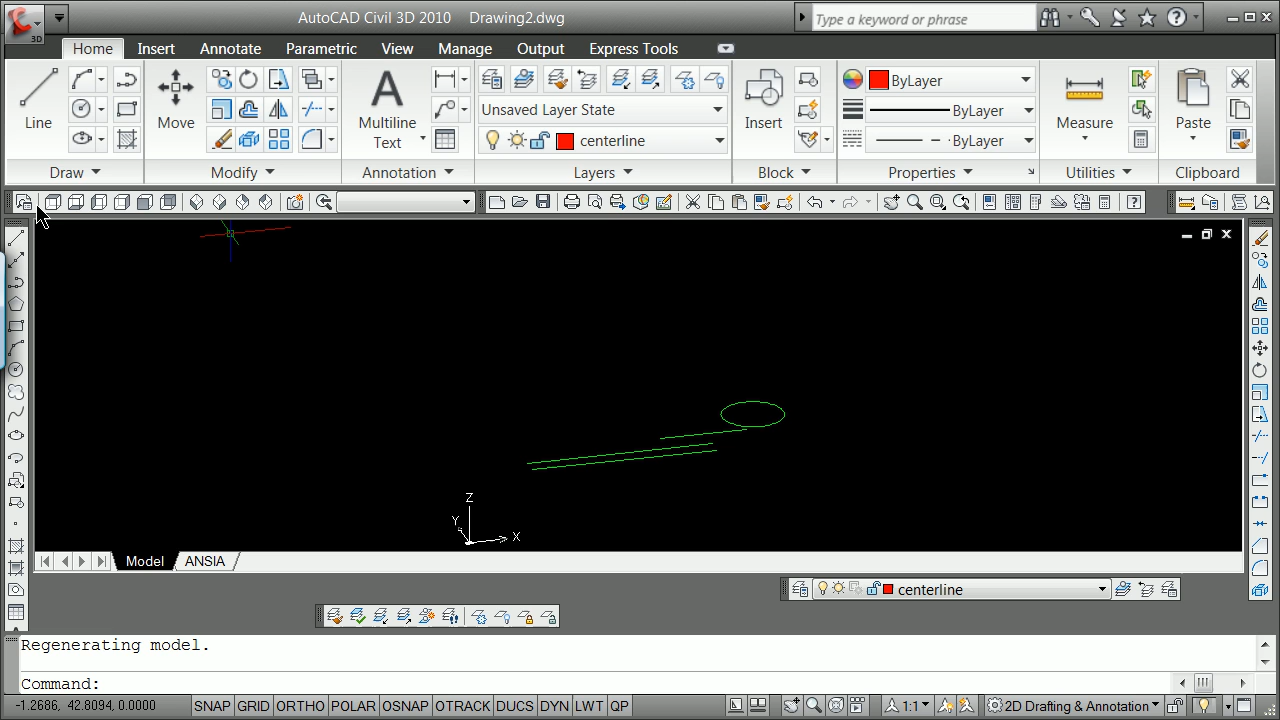 AutoCAD Civil 3D 2010 Drawing2.dwg
Type a keyword or phrase
3D
Home Insert Annotate Parametric View Manage Output Express Tools
Line
Move
Multiline
Text
Unsaved Layer State
centerline
Insert
ByLayer
ByLayer
ByLayer
Measure
Paste
Draw Modify Annotation Layers Block Properties Utilities Clipboard
Z
Y
X
Model ANSIA
centerline
Regenerating model.
Command:
-1.2686, 42.8094, 0.0000 SNAP GRID ORTHO POLAR OSNAP OTRACK DUCS DYN LWT QP 1:1 2D Drafting & Annotation